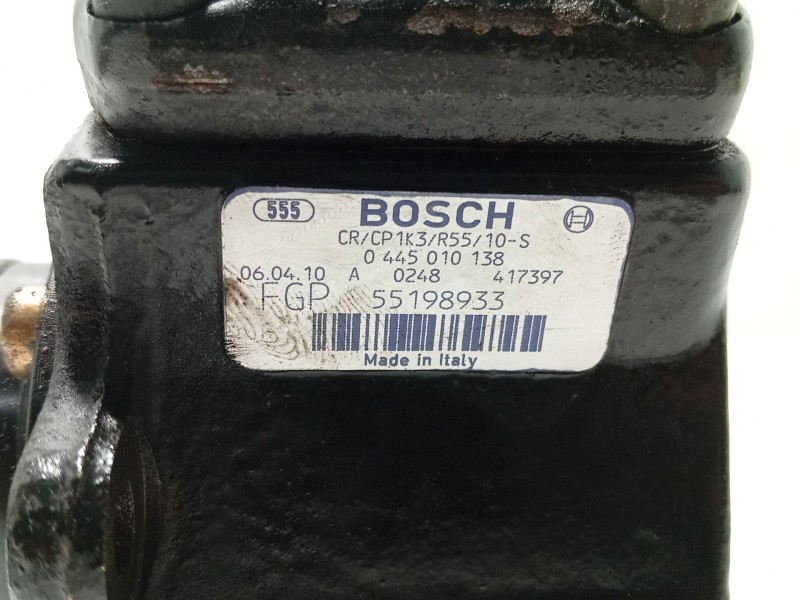 555 BOSCH
CR/CP1K3/R55/10-S
0 445 010 138
06.04.10 A 0248 417397
FGP 55198933
Made in Italy